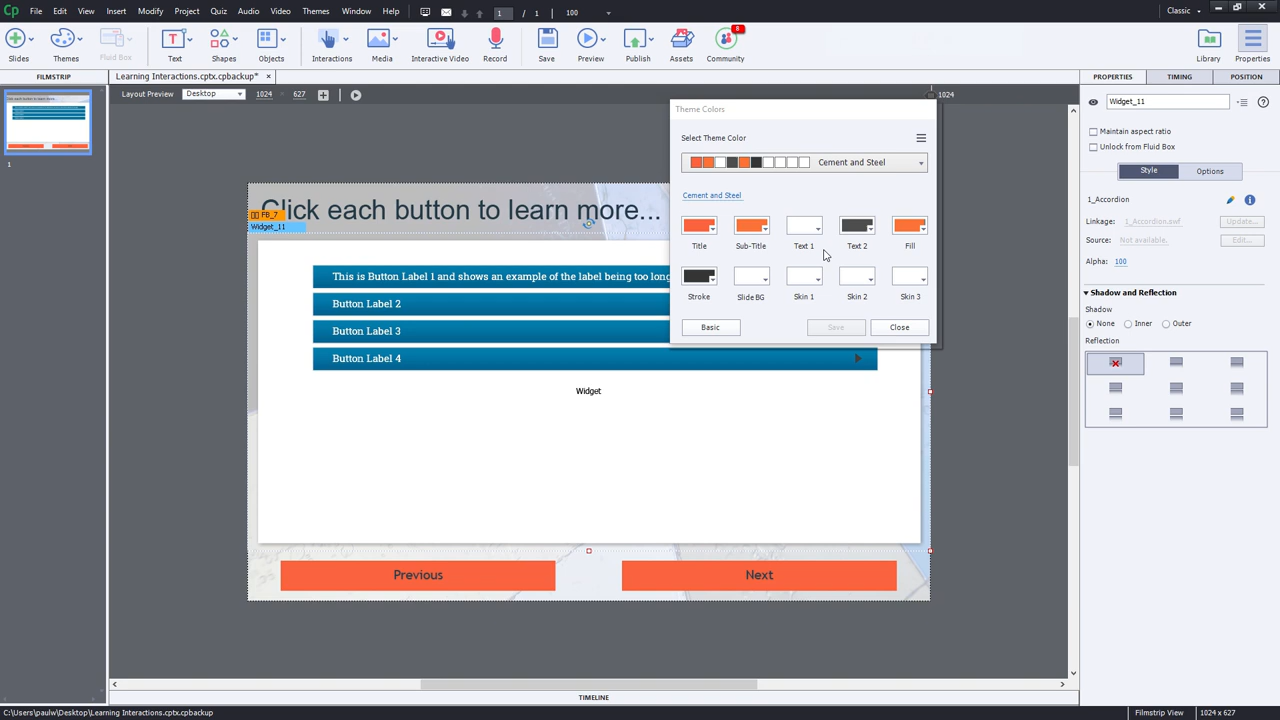 Cp File Edit View Insert Modify Project Quiz Audio Video Themes Window Help 1 / 1 100 Classic
Slides Themes Fluid Box Text Shapes Objects Interactions Media Interactive Video Record Save Preview Publish Assets Community 8 Library Properties
FILMSTRIP Learning Interactions.cptx.cpbackup* × PROPERTIES TIMING POSITION
Layout Preview Desktop 1024 × 627 1024
Theme Colors
Select Theme Color
Cement and Steel
Cement and Steel
Title Sub-Title Text 1 Text 2 Fill
Stroke Slide BG Skin 1 Skin 2 Skin 3
Basic Save Close
1
Click each button to learn more...
FB_7
Widget_11
This is Button Label 1 and shows an example of the label being too long
Button Label 2
Button Label 3
Button Label 4
Widget
Previous Next
Widget_11
Maintain aspect ratio
Unlock from Fluid Box
Style Options
1_Accordion
Linkage: 1_Accordion.swf Update...
Source: Not available. Edit...
Alpha: 100
Shadow and Reflection
Shadow
None Inner Outer
Reflection
TIMELINE
C:\Users\paulw\Desktop\Learning Interactions.cptx.cpbackup Filmstrip View 1024 x 627